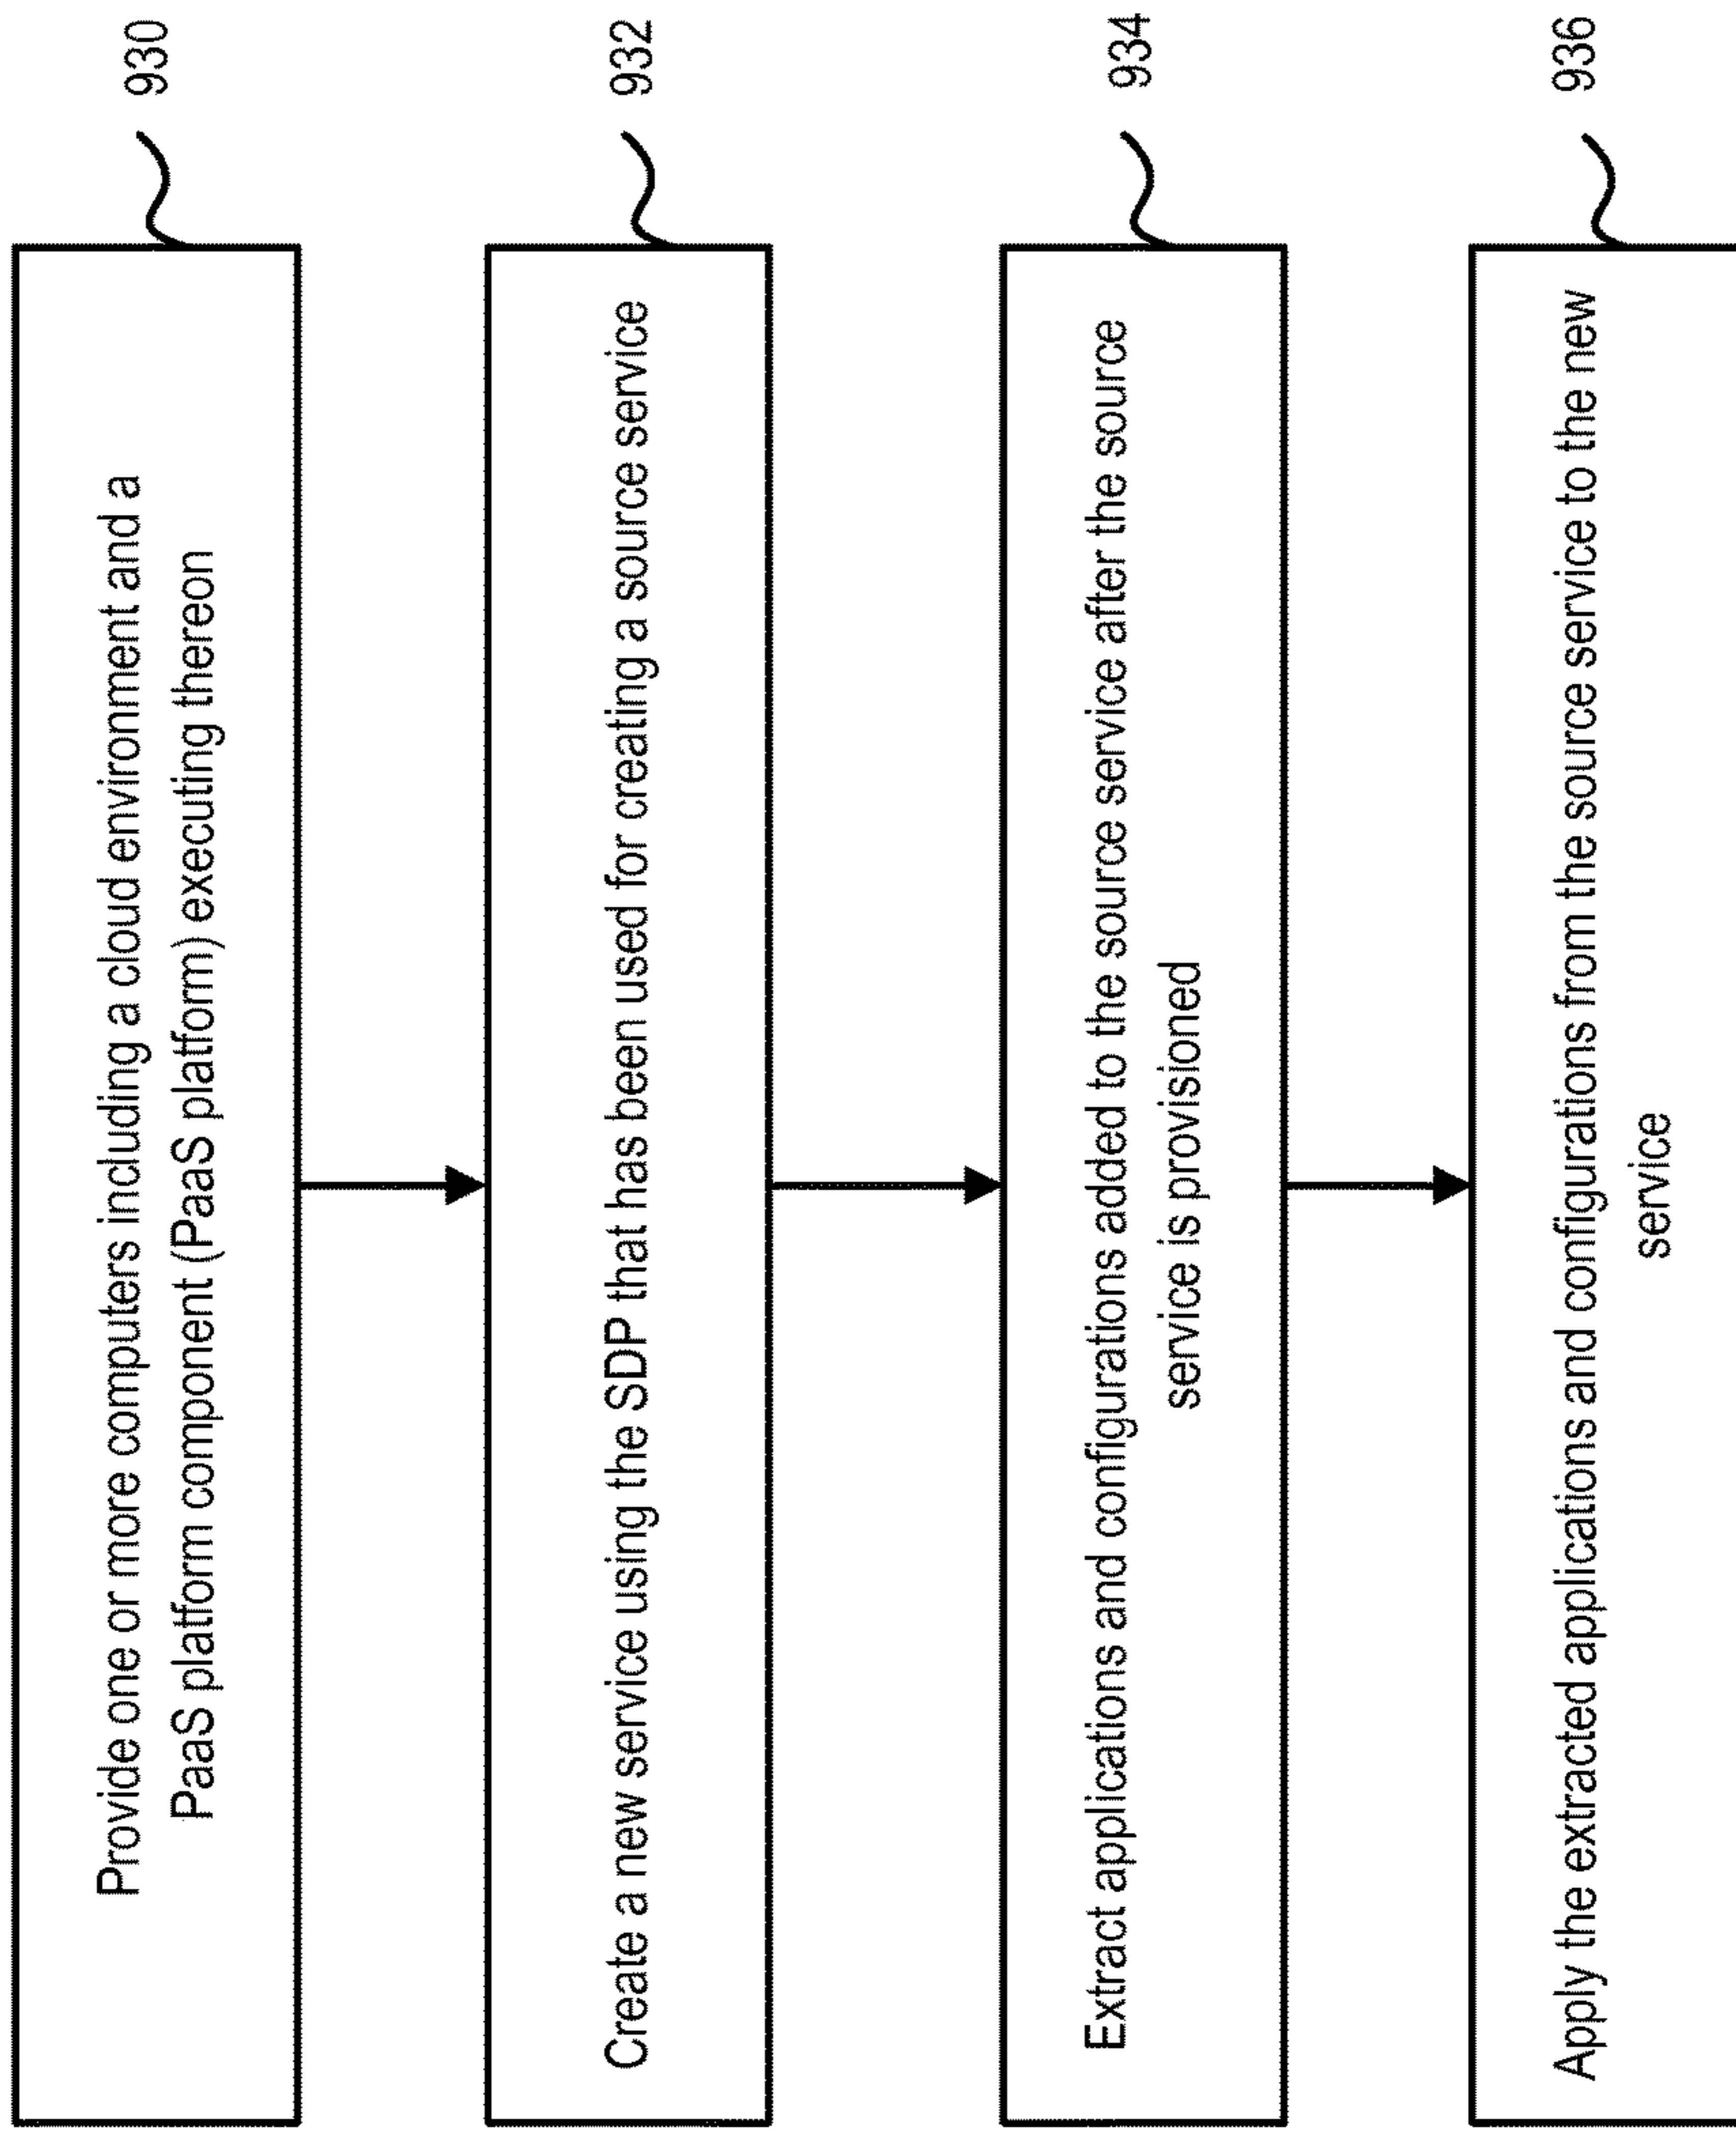 Provide one or more computers including a cloud environment and a
PaaS platform component (PaaS platform) executing thereon
930
Create a new service using the SDP that has been used for creating a source service
932
Extract applications and configurations added to the source service after the source
service is provisioned
934
Apply the extracted applications and configurations from the source service to the new
service
936